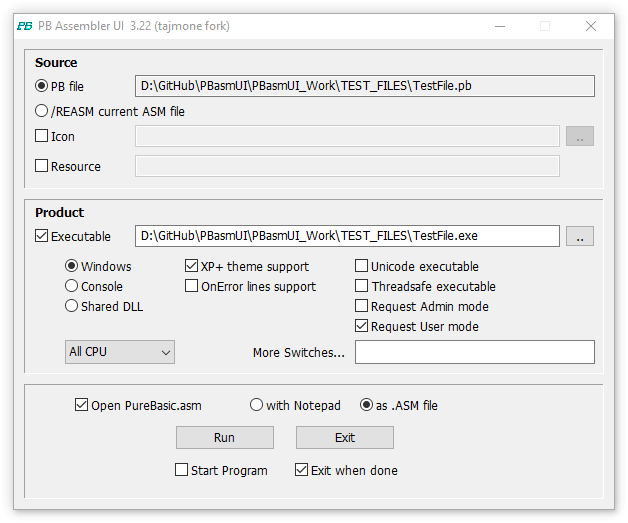 PB PB Assembler UI 3.22 (tajmone fork)
Source
PB file D:\GitHub\PBasmUI\PBasmUI_Work\TEST_FILES\TestFile.pb
/REASM current ASM file
Icon ..
Resource
Product
Executable D:\GitHub\PBasmUI\PBasmUI_Work\TEST_FILES\TestFile.exe ..
Windows XP+ theme support Unicode executable
Console OnError lines support Threadsafe executable
Shared DLL Request Admin mode
Request User mode
All CPU More Switches...
Open PureBasic.asm with Notepad as .ASM file
Run Exit
Start Program Exit when done